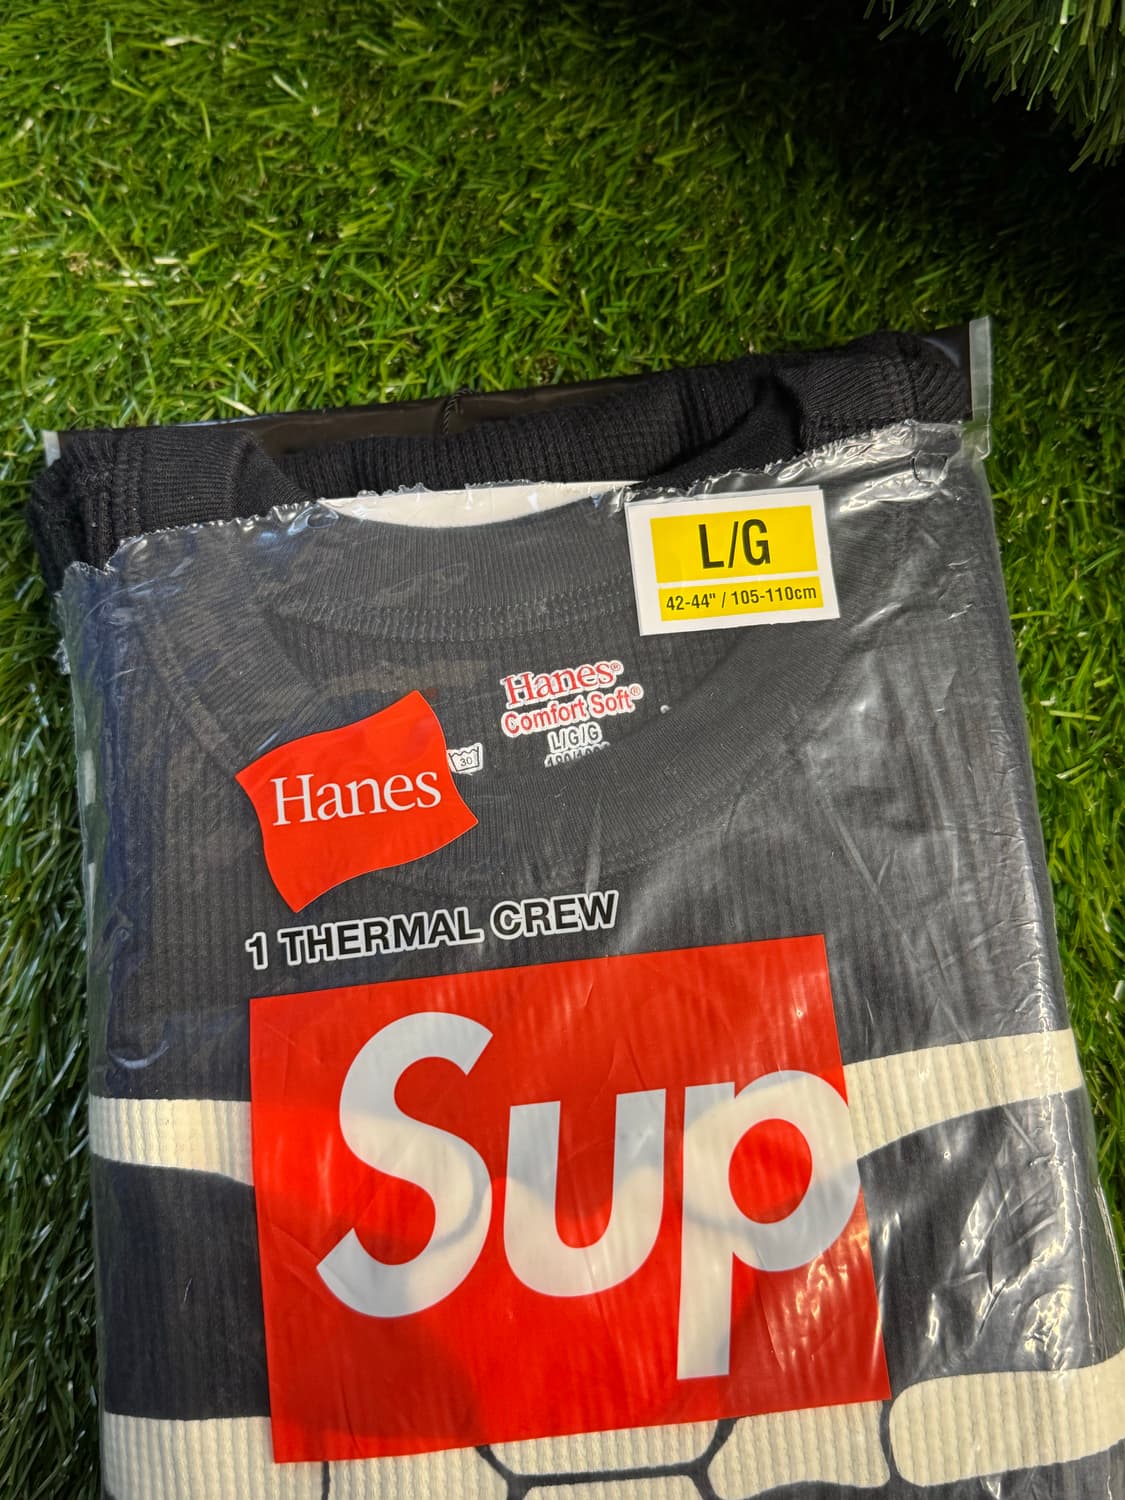 L/G
42-44" / 105-110cm
Hanes®
Comfort Soft®
L/G/G
30
Hanes
1 THERMAL CREW
Sup